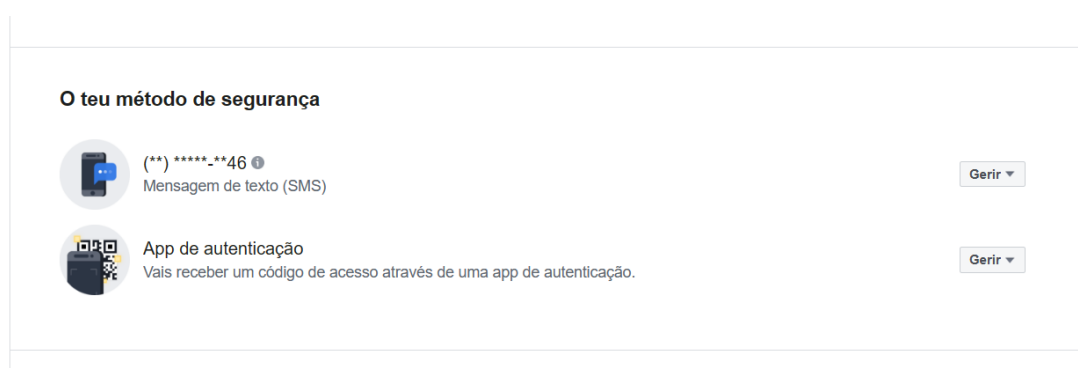 O teu método de segurança
(**) *****-**46
Mensagem de texto (SMS)
Gerir
App de autenticação
Vais receber um código de acesso através de uma app de autenticação.
Gerir